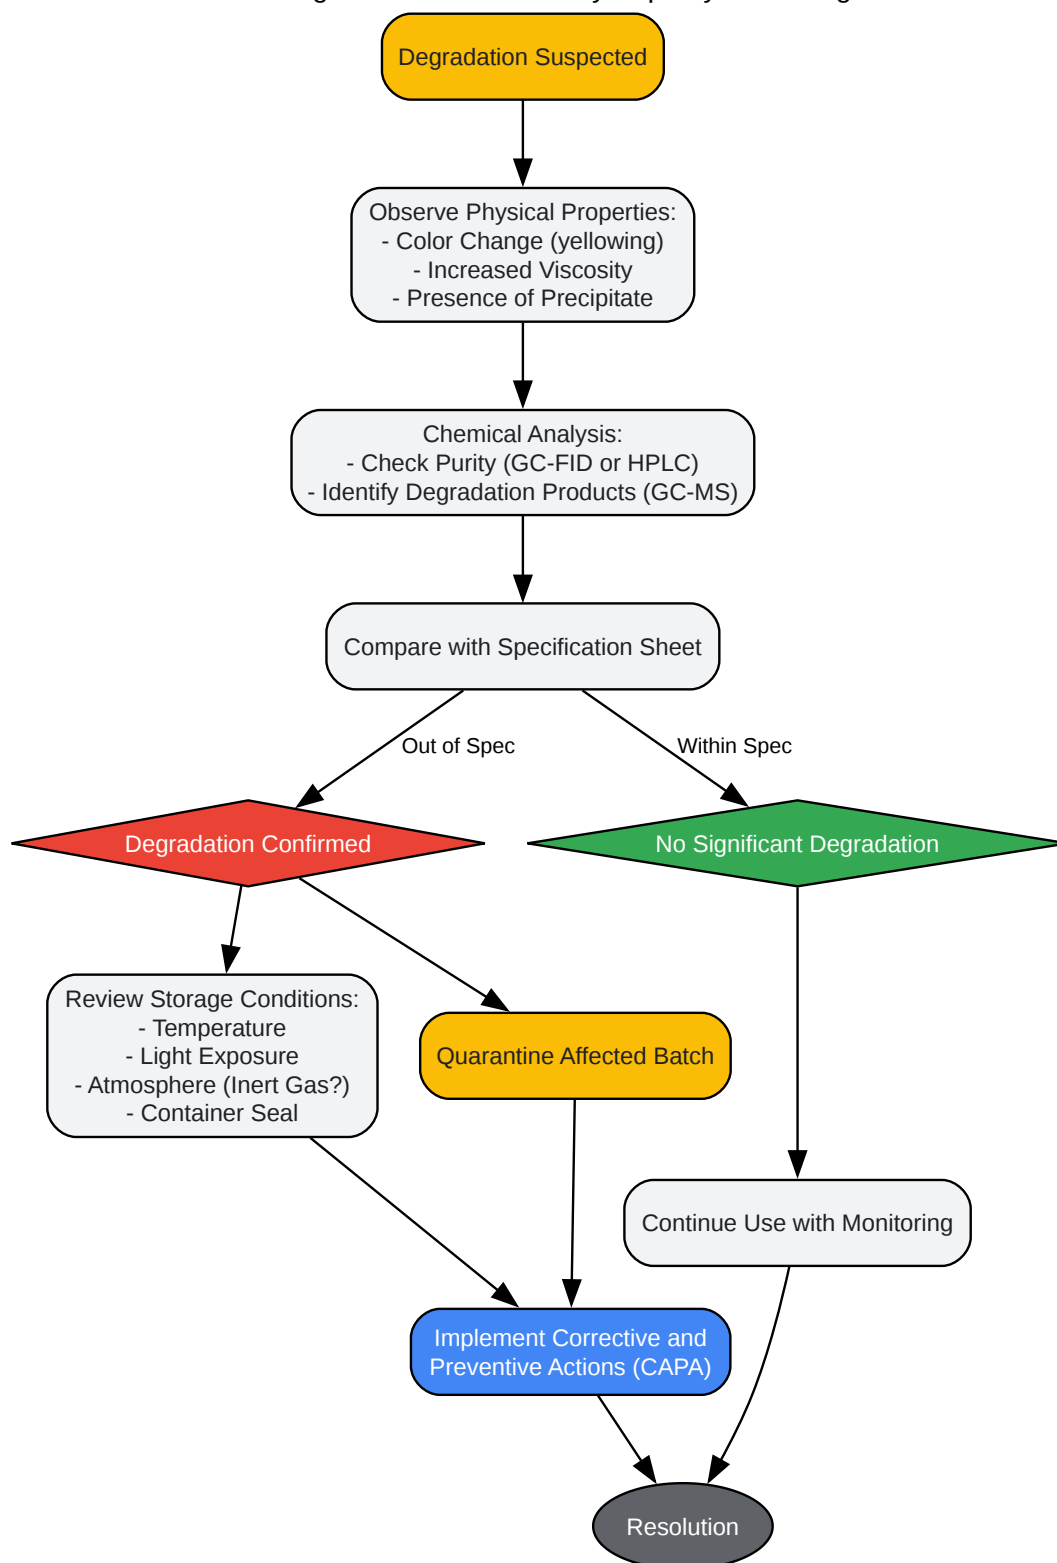 Degradation Suspected
Observe Physical Properties:
- Color Change (yellowing)
- Increased Viscosity
- Presence of Precipitate
Chemical Analysis:
- Check Purity (GC-FID or HPLC)
- Identify Degradation Products (GC-MS)
Compare with Specification Sheet
Out of Spec
Within Spec
Degradation Confirmed
No Significant Degradation
Review Storage Conditions:
- Temperature
- Light Exposure
- Atmosphere (Inert Gas?)
- Container Seal
Quarantine Affected Batch
Continue Use with Monitoring
Implement Corrective and
Preventive Actions (CAPA)
Resolution